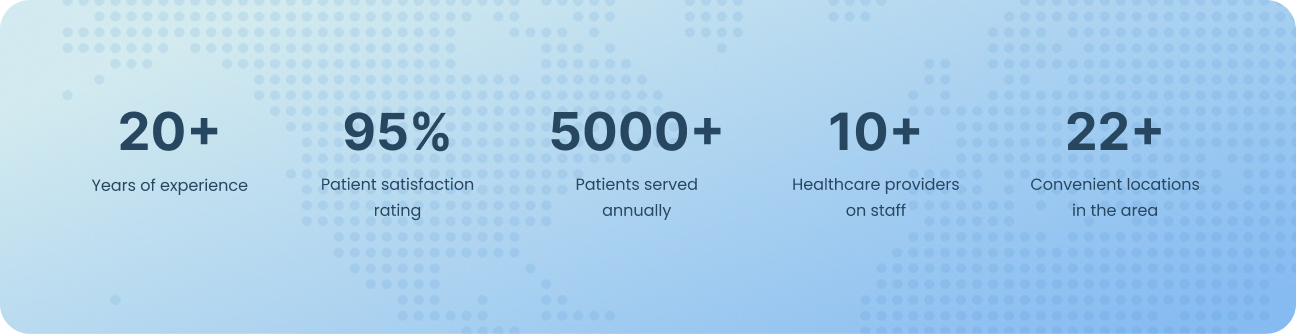 20+
Years of experience
95%
Patient satisfaction
rating
5000+
Patients served
annually
10+
Healthcare providers
on staff
22+
Convenient locations
in the area